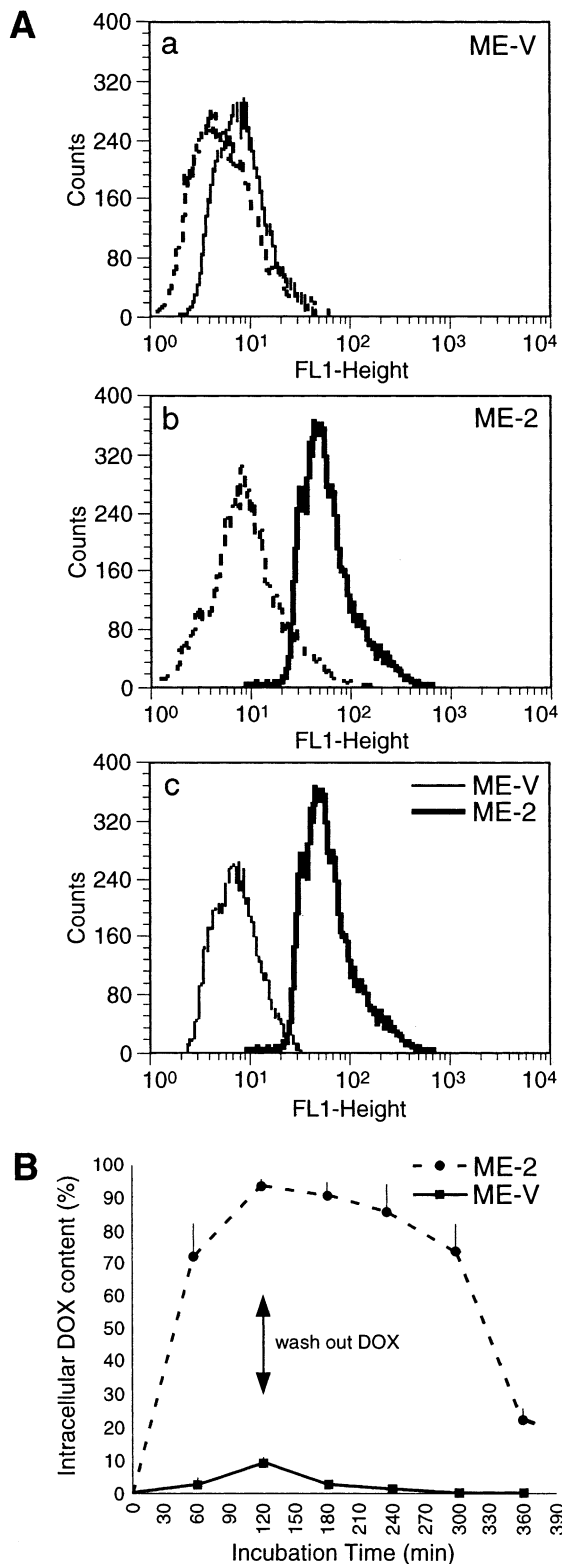 A
a
ME-V
400
320
240
160
80
0
Counts
10⁰ 10¹ 10² 10³ 10⁴
FL1-Height
b
ME-2
400
320
240
160
80
0
Counts
10⁰ 10¹ 10² 10³ 10⁴
FL1-Height
c
ME-V
ME-2
400
320
240
160
80
0
Counts
10⁰ 10¹ 10² 10³ 10⁴
FL1-Height
B
ME-2
ME-V
100
90
80
70
60
50
40
30
20
10
0
Intracellular DOX content (%)
wash out DOX
0 30 60 90 120 150 180 210 240 270 300 330 360 390
Incubation Time (min)